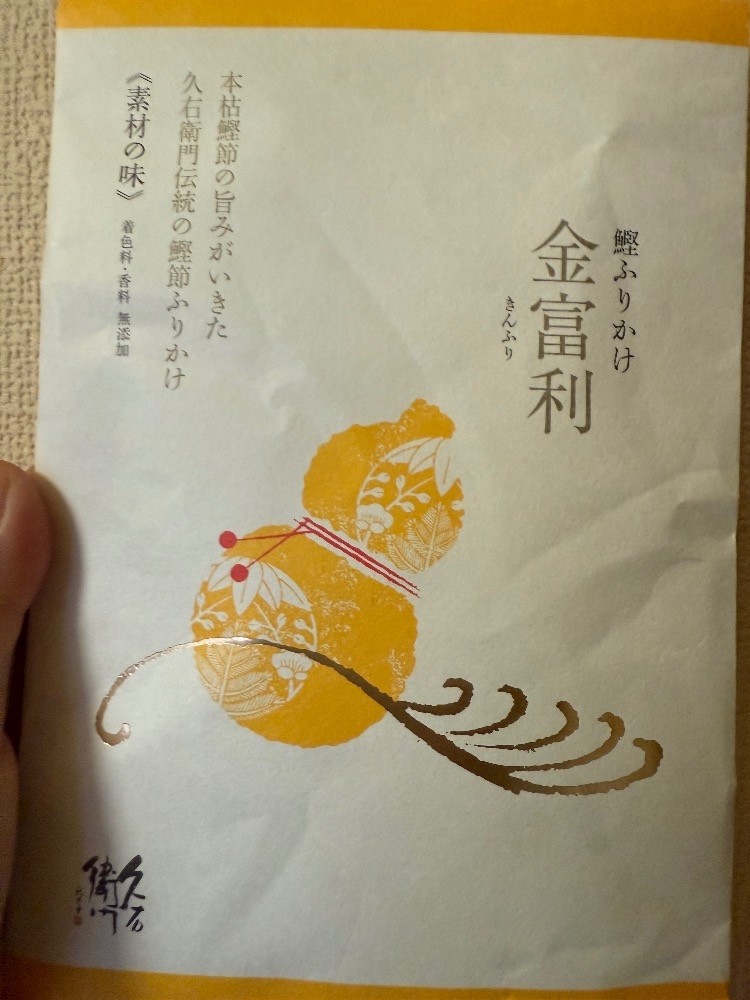 鰹ふりかけ
金富利
きんふり
本枯鰹節の旨みがいきた
久右衛門伝統の鰹節ふりかけ
《素材の味》
着色料・香料 無添加
久右
衛門